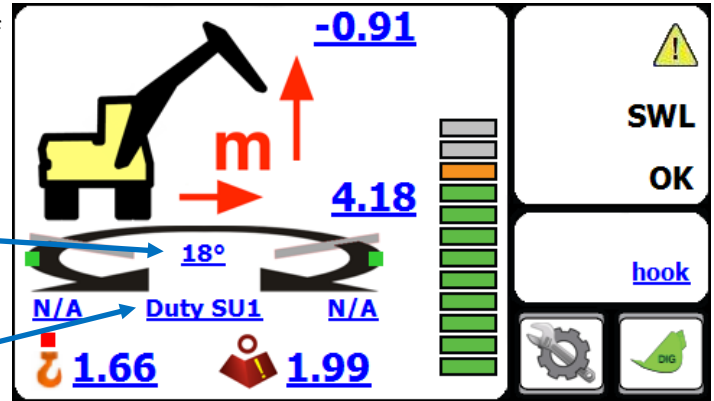 -0.91
SWL
m
OK
4.18
18°
hook
N/A Duty SU1 N/A
DIG
1.66 1.99